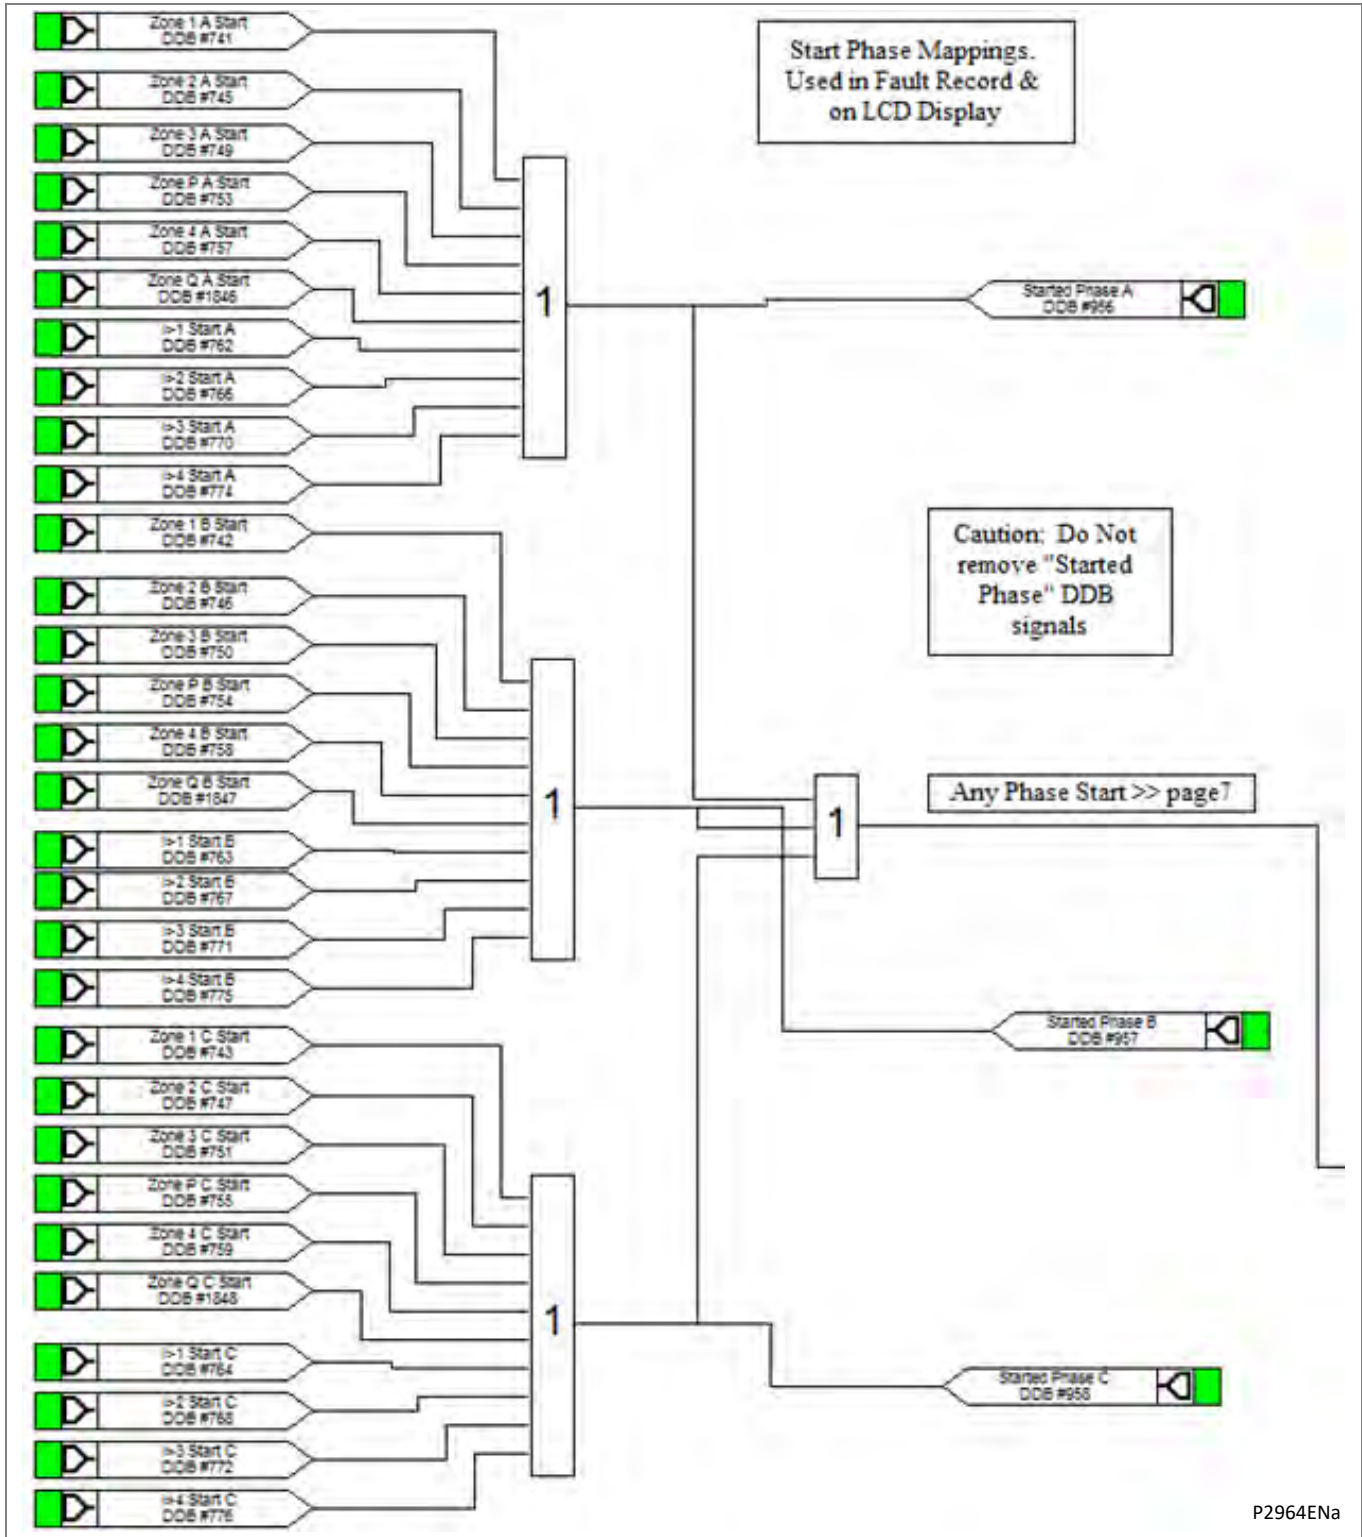 Zone 1 A Start
DDB #741
Zone 2 A Start
DDB #745
Zone 3 A Start
DDB #749
Zone P A Start
DDB #753
Zone 4 A Start
DDB #757
Zone Q A Start
DDB #1846
I>1 Start A
DDB #762
I>2 Start A
DDB #766
I>3 Start A
DDB #770
I>4 Start A
DDB #774
1
Start Phase Mappings.
Used in Fault Record &
on LCD Display
Started Phase A
DDB #956
Zone 1 B Start
DDB #742
Zone 2 B Start
DDB #746
Zone 3 B Start
DDB #750
Zone P B Start
DDB #754
Zone 4 B Start
DDB #758
Zone Q B Start
DDB #1847
I>1 Start B
DDB #763
I>2 Start B
DDB #767
I>3 Start B
DDB #771
I>4 Start B
DDB #775
1
Caution: Do Not
remove "Started
Phase" DDB
signals
1
Any Phase Start >> page7
Started Phase B
DDB #957
Zone 1 C Start
DDB #743
Zone 2 C Start
DDB #747
Zone 3 C Start
DDB #751
Zone P C Start
DDB #755
Zone 4 C Start
DDB #759
Zone Q C Start
DDB #1848
I>1 Start C
DDB #764
I>2 Start C
DDB #768
I>3 Start C
DDB #772
I>4 Start C
DDB #776
1
Started Phase C
DDB #958
P2964ENa